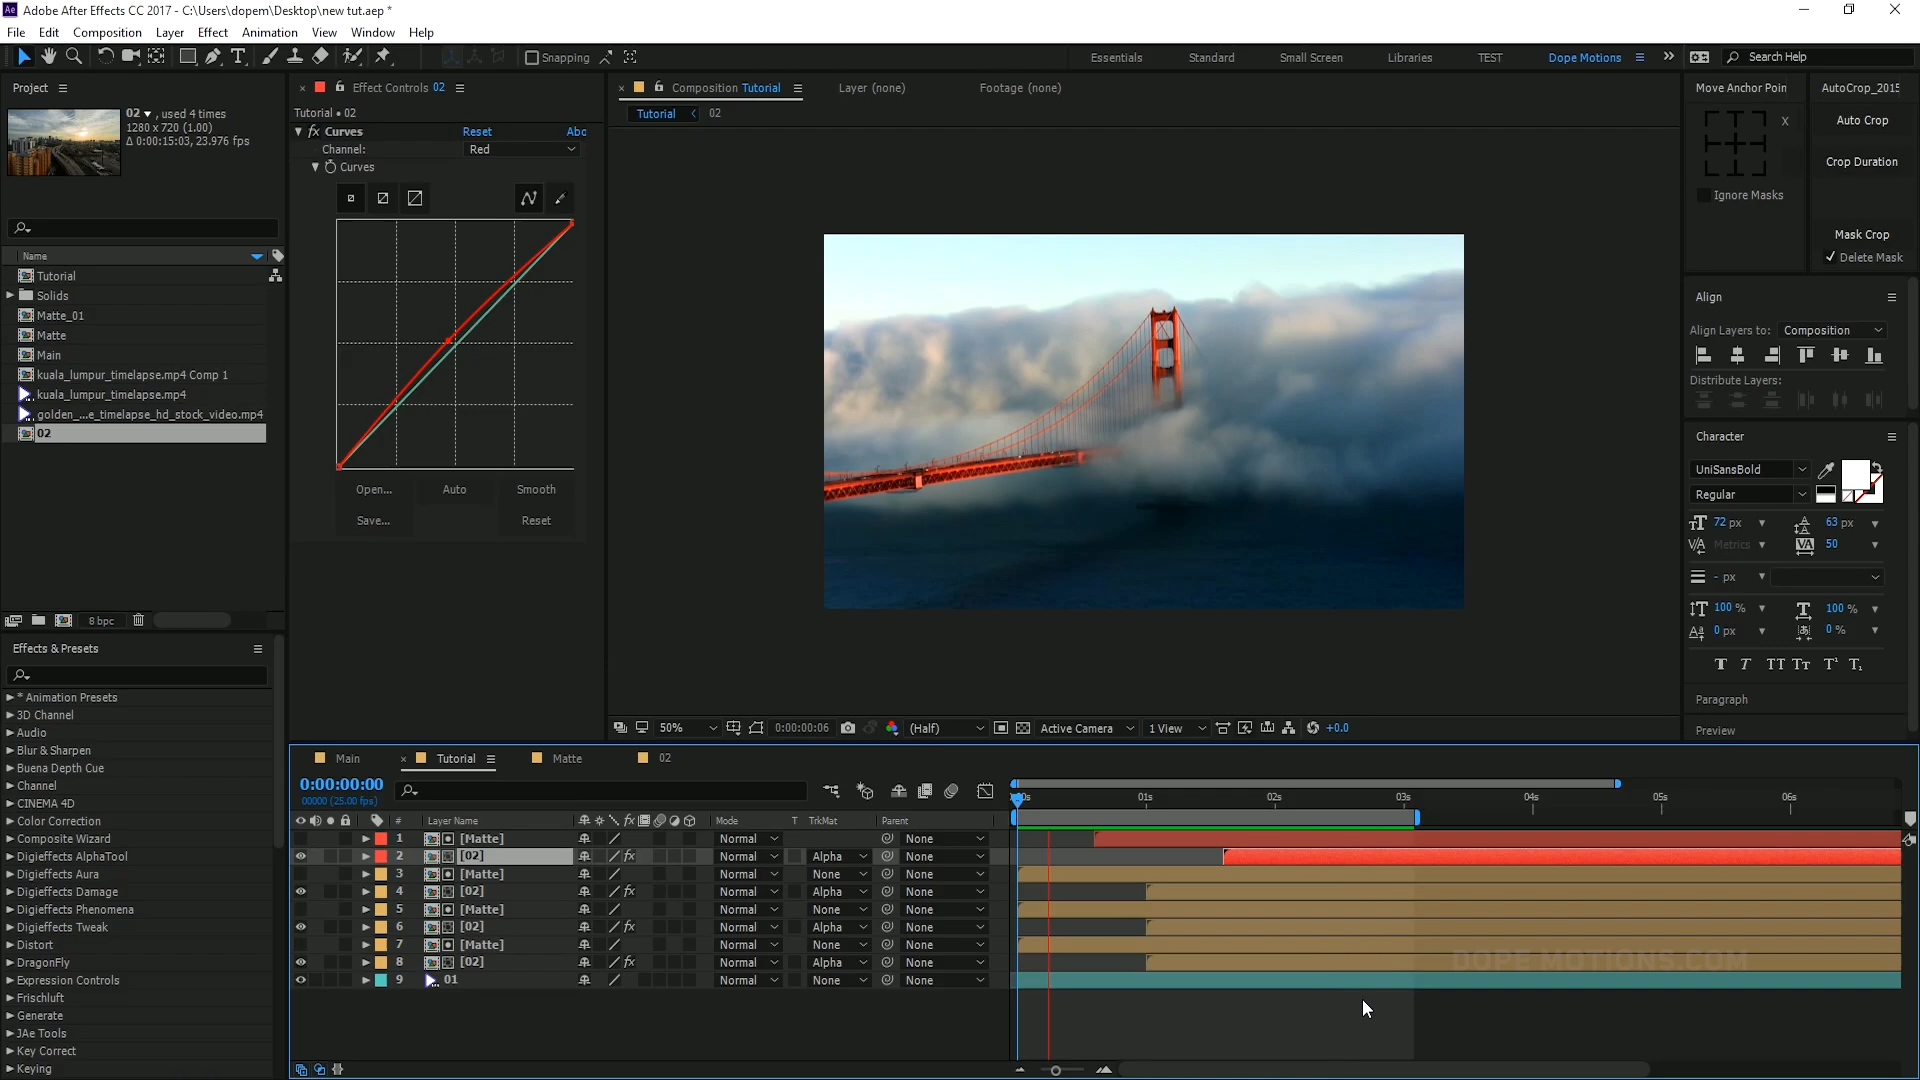 Adobe After Effects CC 2017 - C:\Users\dopem\Desktop\new tut.aep *
File Edit Composition Layer Effect Animation View Window Help
Snapping
Essentials Standard Small Screen Libraries TEST Dope Motions
Search Help
Project
02 , used 4 times
1280 x 720 (1.00)
Δ 0:00:15:03, 23.976 fps
Name
Tutorial
Solids
Matte_01
Matte
Main
kuala_lumpur_timelapse.mp4 Comp 1
kuala_lumpur_timelapse.mp4
golden_...e_timelapse_hd_stock_video.mp4
02
8 bpc
Effects & Presets
* Animation Presets
3D Channel
Audio
Blur & Sharpen
Buena Depth Cue
Channel
CINEMA 4D
Color Correction
Composite Wizard
Digieffects AlphaTool
Digieffects Aura
Digieffects Damage
Digieffects Phenomena
Digieffects Tweak
Distort
DragonFly
Expression Controls
Frischluft
Generate
JAe Tools
Key Correct
Keying
Effect Controls 02
Tutorial • 02
fx Curves Reset Abo
Channel: Red
Curves
Open... Auto Smooth
Save... Reset
Composition Tutorial
Layer (none)
Footage (none)
Tutorial 02
50% 0:00:00:06 (Half) Active Camera 1 View +0.0
Move Anchor Poin
X
Ignore Masks
AutoCrop_2015
Auto Crop
Crop Duration
Mask Crop
Delete Mask
Align
Align Layers to: Composition
Distribute Layers:
Character
UniSansBold
Regular
72 px 63 px
Metrics 50
- px
100 % 100 %
0 px 0 %
Paragraph
Preview
Main Tutorial Matte 02
0:00:00:00
00000 (25.00 fps)
# Layer Name Mode T TrkMat Parent
1 [Matte] Normal None
2 [02] fx Normal Alpha None
3 [Matte] Normal None None
4 [02] fx Normal Alpha None
5 [Matte] Normal None None
6 [02] fx Normal Alpha None
7 [Matte] Normal None None
8 [02] fx Normal Alpha None
9 01 Normal None None
01s 02s 03s 04s 05s 06s
DOPE MOTIONS.COM